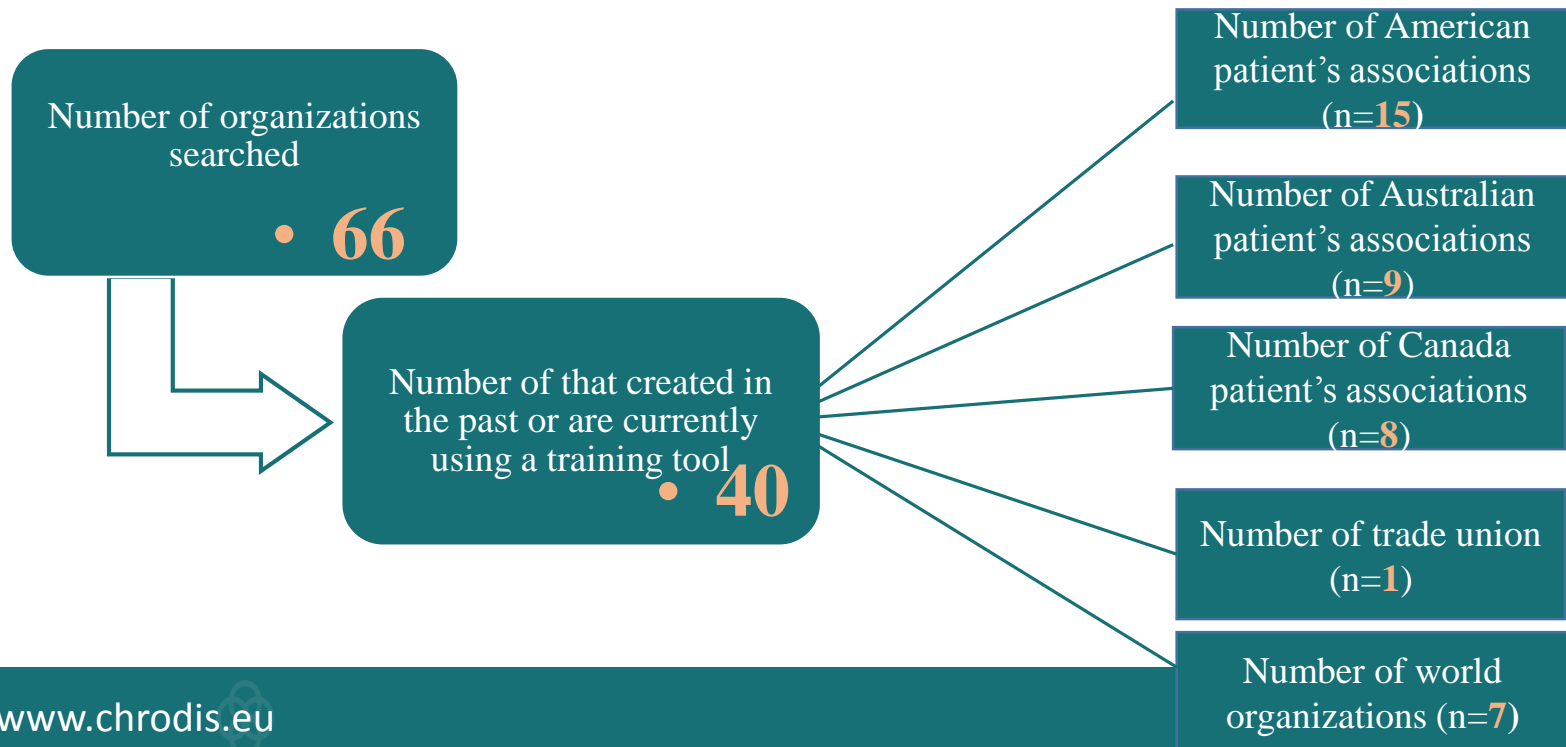 Number of organizations
searched
• 66
Number of that created in
the past or are currently
using a training tool
• 40
Number of American
patient’s associations
(n=15)
Number of Australian
patient’s associations
(n=9)
Number of Canada
patient’s associations
(n=8)
Number of trade union
(n=1)
Number of world
organizations (n=7)
www.chrodis.eu